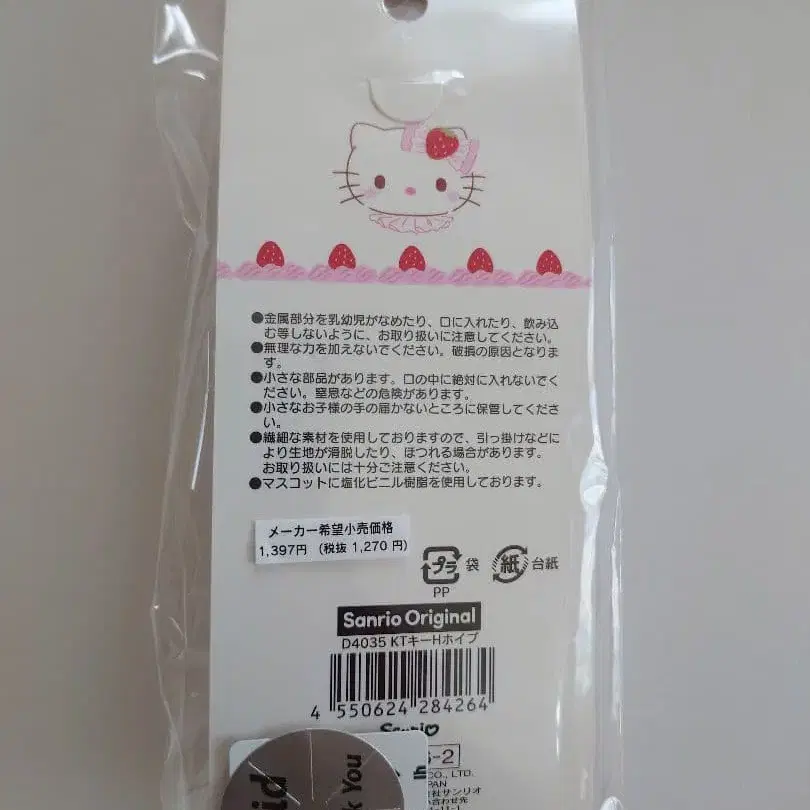 ●金属部分を乳幼児がなめたり、口に入れたり、飲み込
む等しないように、お取り扱いに注意してください。
●無理な力を加えないでください。破損の原因となりま
す。
●小さな部品があります。口の中に絶対に入れないでく
ださい。窒息などの危険があります。
●小さなお子様の手の届かないところに保管してくださ
い。
●繊細な素材を使用しておりますので、引っ掛けなどに
より生地が滑脱したり、ほつれる場合があります。
お取り扱いには十分ご注意ください。
●マスコットに塩化ビニル樹脂を使用しております。
メーカー希望小売価格
1,397円 (税抜 1,270 円)
プラ 袋 紙 台紙
PP
Sanrio Original
D4035 KTキーHホイプ
4 550624 284264
Sanrio
-2
CO., LTD.
サンリオ
k You